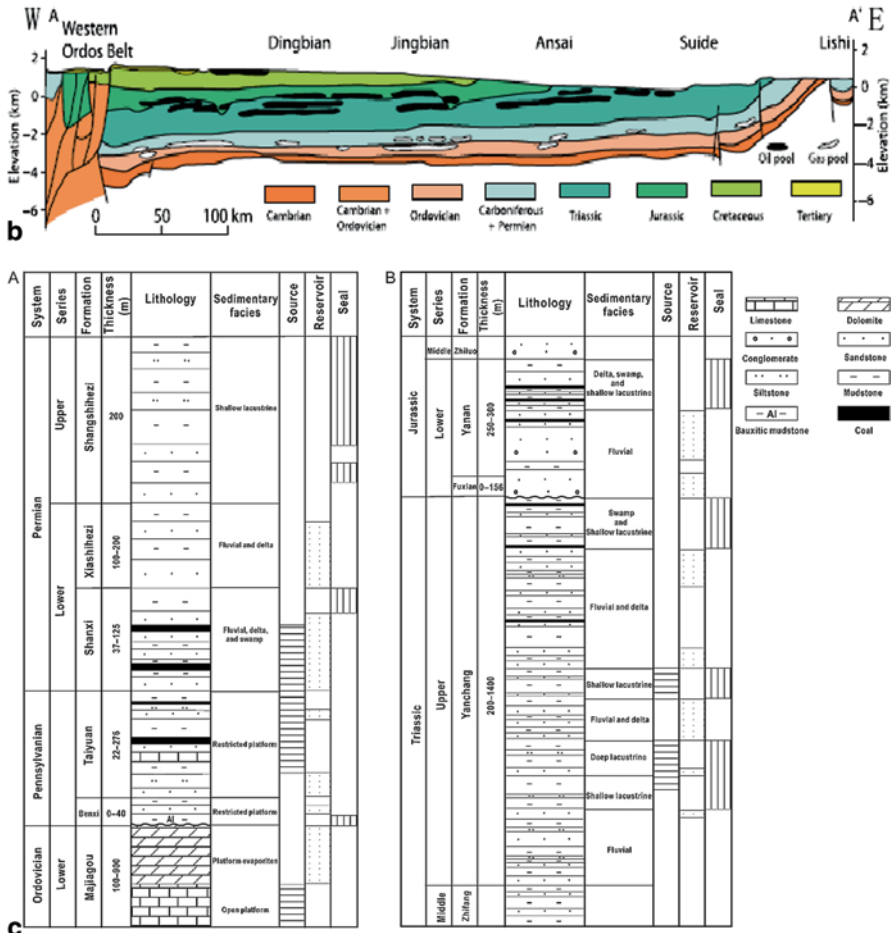 W A
A' E
Western
Ordos Belt
Dingbian
Jingbian
Ansai
Suide
Lishi
Elevation (km)
2
0
-2
-4
-6
2
0
-2
-4
-6
Elevation (km)
Oil pool
Gas pool
0 50 100 km
Cambrian
Cambrian +
Ordovician
Ordovician
Carboniferous
+ Permian
Triassic
Jurassic
Cretaceous
Tertiary
b
A
System
Series
Formation
Thickness
(m)
Lithology
Sedimentary
facies
Source
Reservoir
Seal
Permian
Upper
Shangshihezi
200
Shallow lacustrine
Lower
Xiashihezi
100–200
Fluvial and delta
Shanxi
37–125
Fluvial, delta,
and swamp
Pennsylvanian
Taiyuan
22–276
Restricted platform
Benxi
0–40
Al
Restricted platform
Ordovician
Lower
Majiagou
100–900
Platform evaporites
Open platform
c
B
System
Series
Formation
Thickness
(m)
Lithology
Sedimentary
facies
Source
Reservoir
Seal
Jurassic
Middle
Zhiluo
Lower
Yanan
250–300
Delta, swamp,
and
shallow lacustrine
Fluvial
Fuxian
0–156
Triassic
Upper
Yanchang
200–1400
Swamp
and
Shallow lacustrine
Fluvial and delta
Shallow lacustrine
Fluvial and delta
Deep lacustrine
Shallow lacustrine
Fluvial
Middle
Zhifang
Limestone
Dolomite
Conglomerate
Sandstone
Siltstone
Mudstone
Al
Bauxitic mudstone
Coal